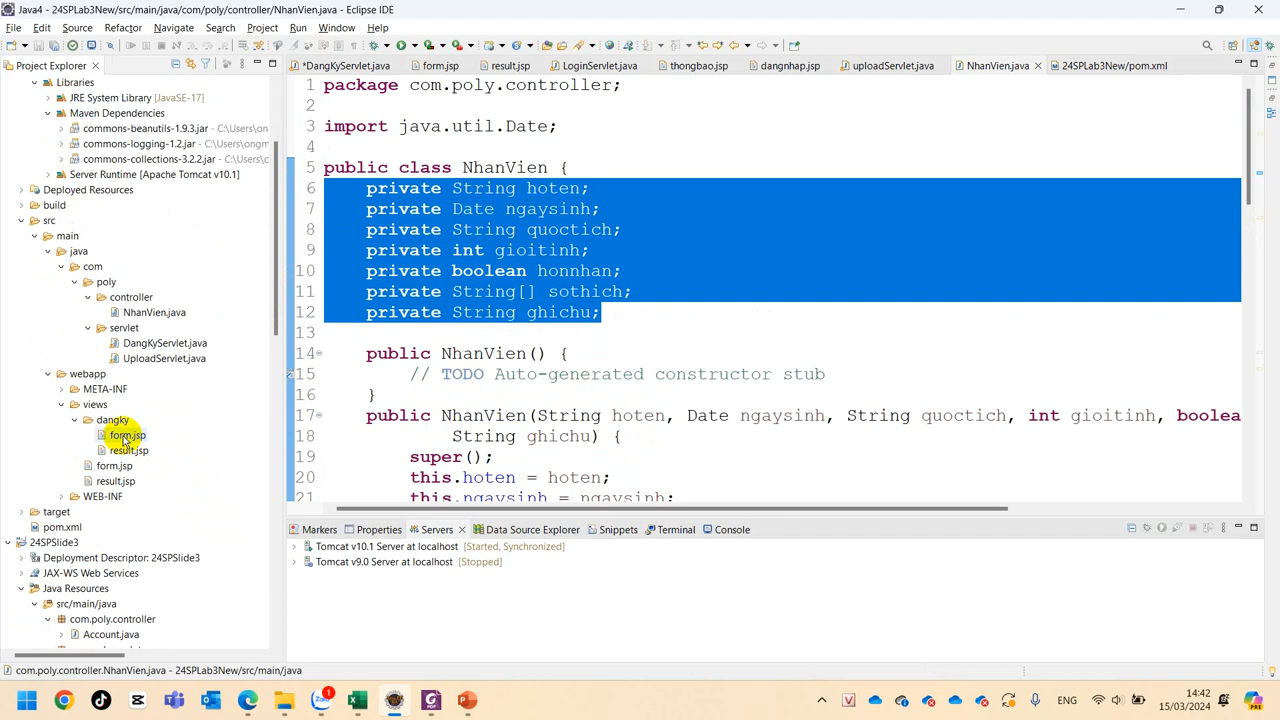 Java4 - 24SPLab3New/src/main/java/com/poly/controller/NhanVien.java - Eclipse IDE
File Edit Source Refactor Navigate Search Project Run Window Help
Project Explorer
Libraries
JRE System Library [JavaSE-17]
Maven Dependencies
commons-beanutils-1.9.3.jar - C:\Users\ong
commons-logging-1.2.jar - C:\Users\ongm
commons-collections-3.2.2.jar - C:\Users\
Server Runtime [Apache Tomcat v10.1]
Deployed Resources
build
src
main
java
com
poly
controller
NhanVien.java
servlet
DangKyServlet.java
UploadServlet.java
webapp
META-INF
views
dangky
form.jsp
result.jsp
form.jsp
result.jsp
WEB-INF
target
pom.xml
24SPSlide3
Deployment Descriptor: 24SPSlide3
JAX-WS Web Services
Java Resources
src/main/java
com.poly.controller
Account.java
*DangKyServlet.java form.jsp result.jsp LoginServlet.java thongbao.jsp dangnhap.jsp uploadServlet.java NhanVien.java 24SPLab3New/pom.xml
1 package com.poly.controller;
2
3 import java.util.Date;
4
5 public class NhanVien {
6 private String hoten;
7 private Date ngaysinh;
8 private String quoctich;
9 private int gioitinh;
10 private boolean honnhan;
11 private String[] sothich;
12 private String ghichu;
13
14 public NhanVien() {
15 // TODO Auto-generated constructor stub
16 }
17 public NhanVien(String hoten, Date ngaysinh, String quoctich, int gioitinh, boolea
18 String ghichu) {
19 super();
20 this.hoten = hoten;
21 this.ngaysinh = ngaysinh;
Markers Properties Servers Data Source Explorer Snippets Terminal Console
Tomcat v10.1 Server at localhost [Started, Synchronized]
Tomcat v9.0 Server at localhost [Stopped]
com.poly.controller.NhanVien.java - 24SPLab3New/src/main/java
1
ENG
14:42
15/03/2024